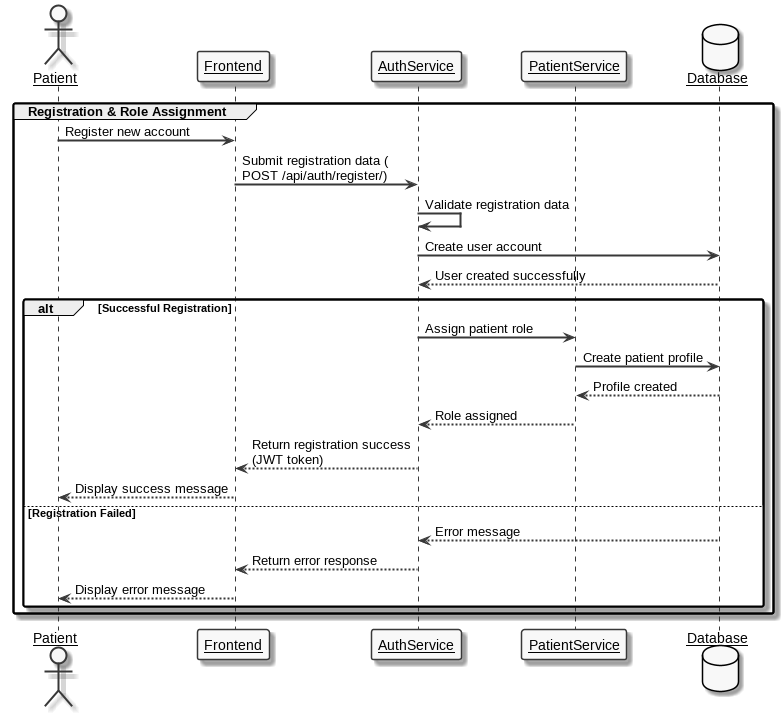 Patient
Frontend
AuthService
PatientService
Database
Registration & Role Assignment
Register new account
Submit registration data (
POST /api/auth/register/)
Validate registration data
Create user account
User created successfully
alt
[Successful Registration]
Assign patient role
Create patient profile
Profile created
Role assigned
Return registration success
(JWT token)
Display success message
[Registration Failed]
Error message
Return error response
Display error message
Patient
Frontend
AuthService
PatientService
Database